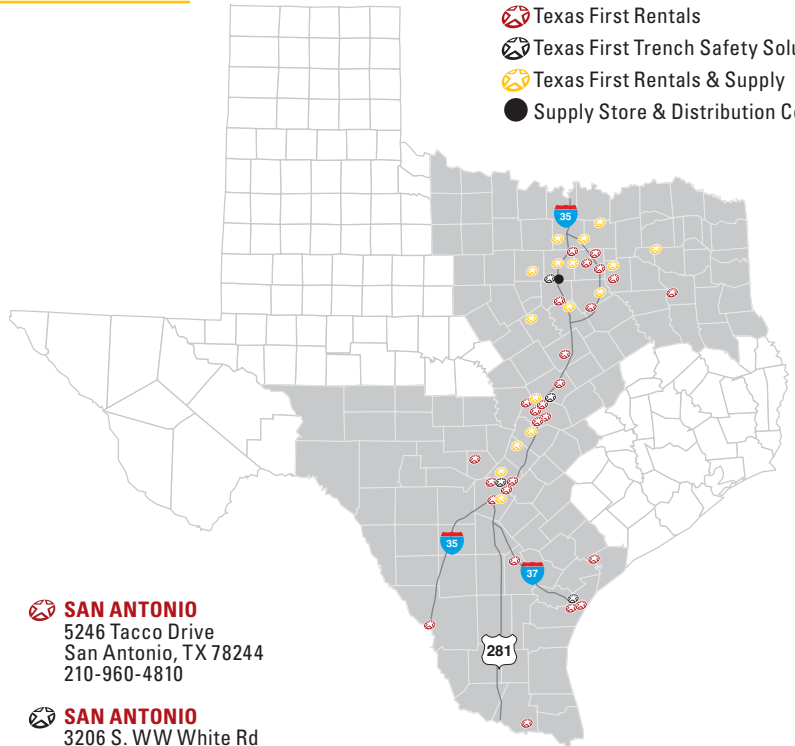 Texas First Rentals
Texas First Trench Safety Solu
Texas First Rentals & Supply
Supply Store & Distribution Ce
35
35
37
281
SAN ANTONIO
5246 Tacco Drive
San Antonio, TX 78244
210-960-4810
SAN ANTONIO
3206 S. WW White Rd